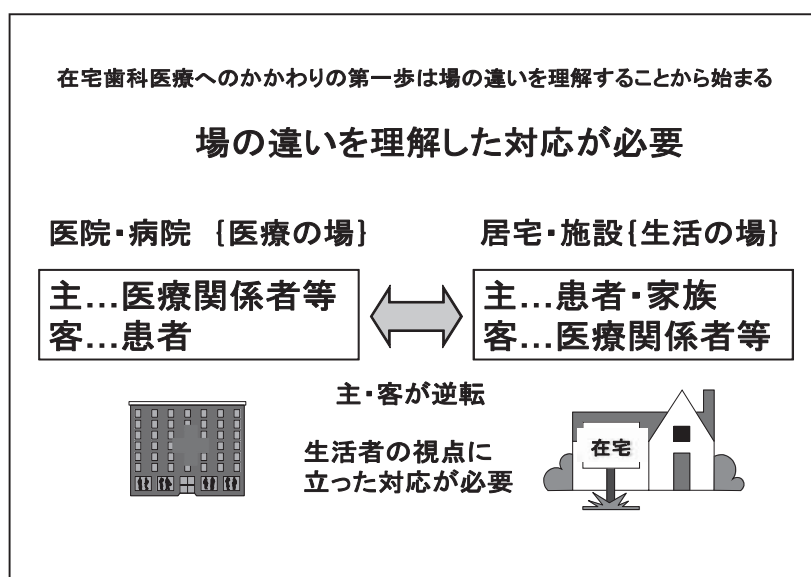 在宅歯科医療へのかかわりの第一歩は場の違いを理解することから始まる
場の違いを理解した対応が必要
医院・病院 {医療の場}
居宅・施設{生活の場}
主…医療関係者等
客…患者
主…患者・家族
客…医療関係者等
主・客が逆転
生活者の視点に
立った対応が必要
在宅